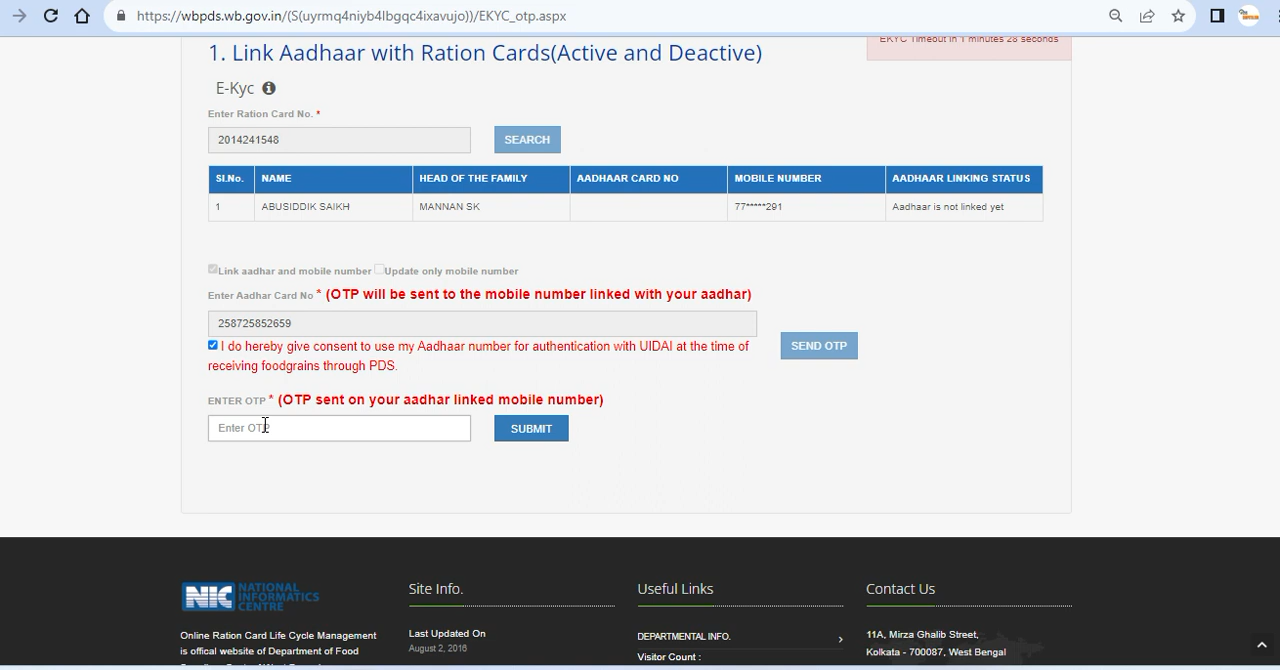 https://wbpds.wb.gov.in/(S(uyrmq4niyb4lbgqc4ixavujo))/EKYC_otp.aspx
EKYC Timeout in 1 minutes 28 seconds
1. Link Aadhaar with Ration Cards(Active and Deactive)
E-Kyc
Enter Ration Card No. *
2014241548 SEARCH
Sl.No. NAME HEAD OF THE FAMILY AADHAAR CARD NO MOBILE NUMBER AADHAAR LINKING STATUS
1 ABUSIDDIK SAIKH MANNAN SK 77*****291 Aadhaar is not linked yet
Link aadhar and mobile number Update only mobile number
Enter Aadhar Card No * (OTP will be sent to the mobile number linked with your aadhar)
258725852659
SEND OTP
I do hereby give consent to use my Aadhaar number for authentication with UIDAI at the time of
receiving foodgrains through PDS.
ENTER OTP * (OTP sent on your aadhar linked mobile number)
Enter OTP SUBMIT
NIC NATIONAL
INFORMATICS
CENTRE
Online Ration Card Life Cycle Management
is offical website of Department of Food
Site Info.
Last Updated On
August 2, 2016
Useful Links
DEPARTMENTAL INFO.
Visitor Count :
Contact Us
11A, Mirza Ghalib Street,
Kolkata - 700087, West Bengal